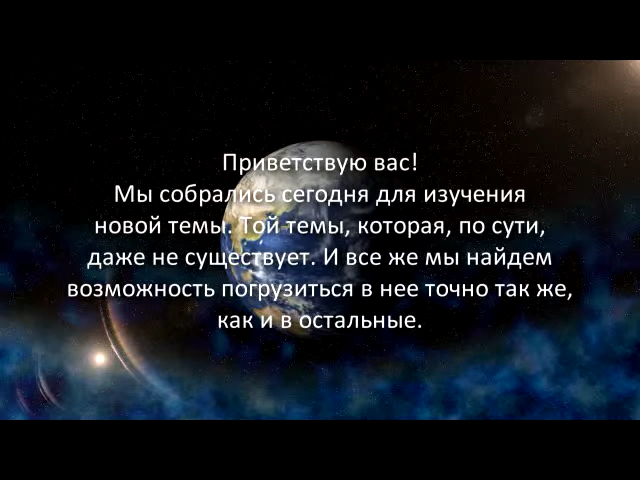 Приветствую вас!
Мы собрались сегодня для изучения
новой темы. Той темы, которая, по сути,
даже не существует. И все же мы найдем
возможность погрузиться в нее точно так же,
как и в остальные.